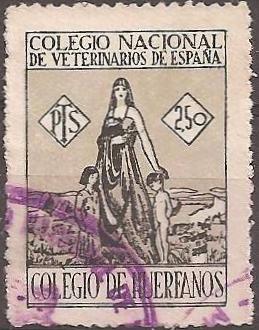 COLEGIO NACIONAL
DE VETERINARIOS DE ESPAÑA
PTS 2,50
COLEGIO DE HUERFANOS